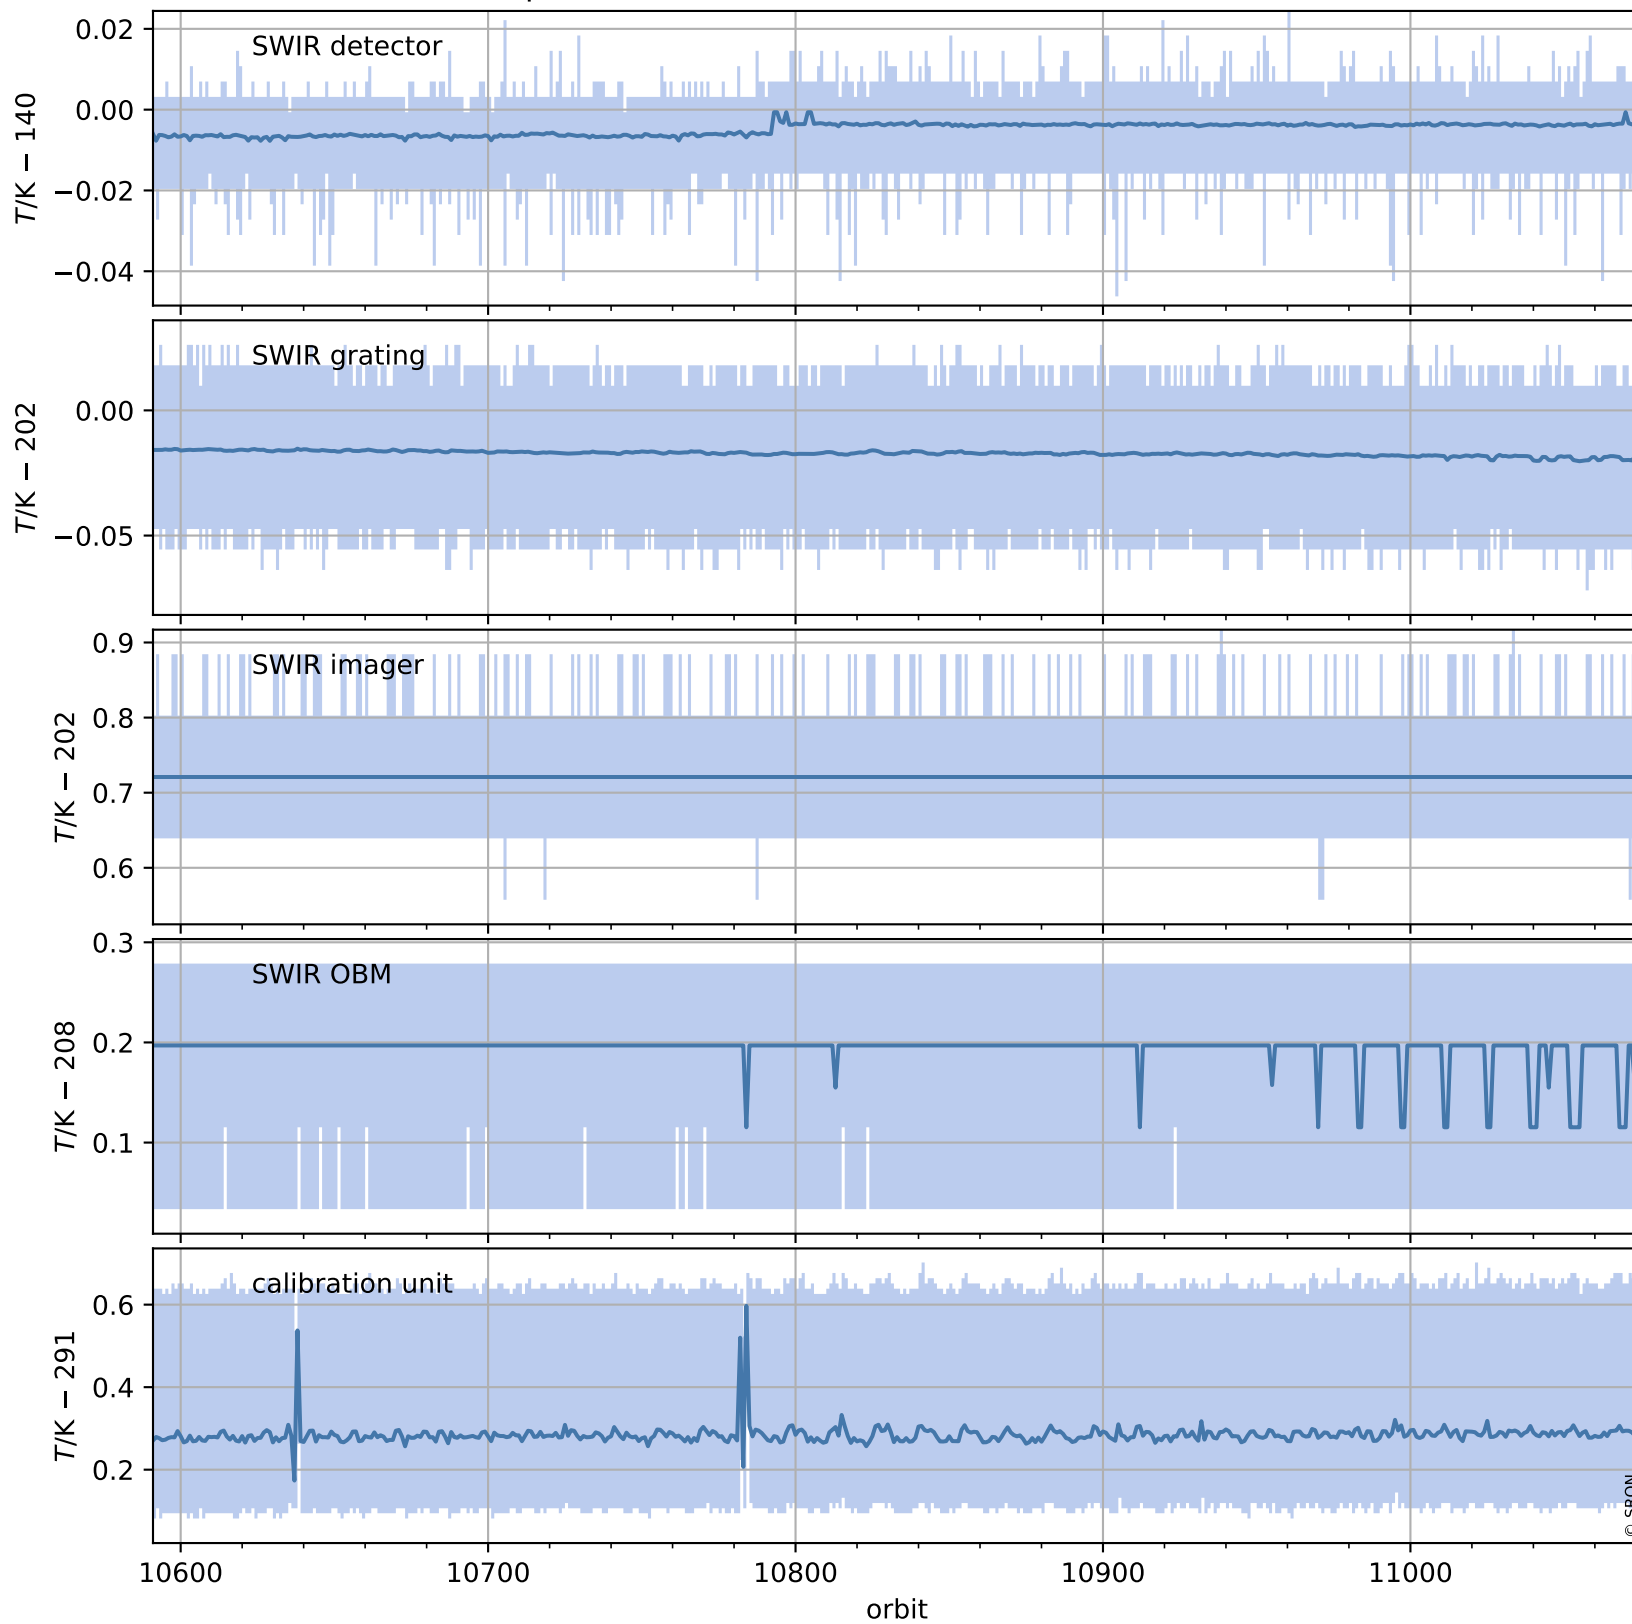 0.02
0.00
−0.02
−0.04
T/K − 140
SWIR detector
0.00
−0.05
T/K − 202
SWIR grating
0.9
0.8
0.7
0.6
T/K − 202
SWIR imager
0.3
0.2
0.1
T/K − 208
SWIR OBM
0.6
0.4
0.2
T/K − 291
calibration unit
© SRON
10600 10700 10800 10900 11000
orbit